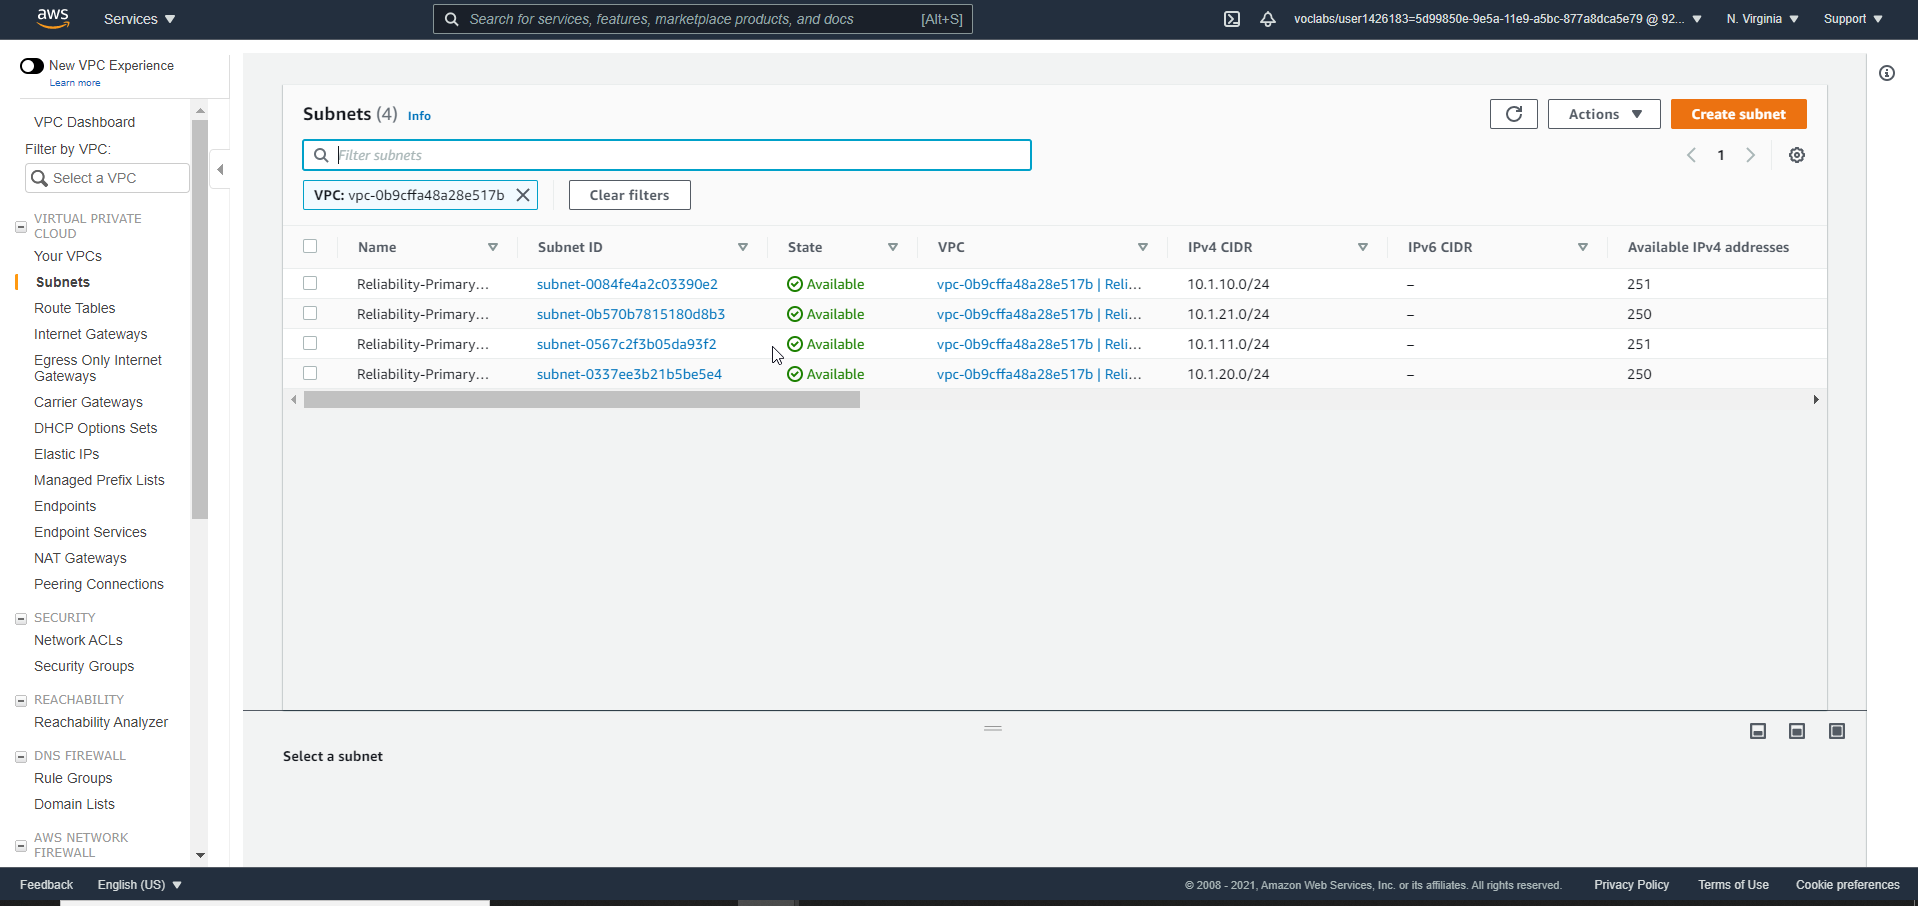 aws Services Search for services, features, marketplace products, and docs [Alt+S] voclabs/user1426183=5d99850e-9e5a-11e9-a5bc-877a8dca5e79 @ 92... N. Virginia Support
New VPC Experience
Learn more
VPC Dashboard
Filter by VPC:
Select a VPC
VIRTUAL PRIVATE
CLOUD
Your VPCs
Subnets
Route Tables
Internet Gateways
Egress Only Internet
Gateways
Carrier Gateways
DHCP Options Sets
Elastic IPs
Managed Prefix Lists
Endpoints
Endpoint Services
NAT Gateways
Peering Connections
SECURITY
Network ACLs
Security Groups
REACHABILITY
Reachability Analyzer
DNS FIREWALL
Rule Groups
Domain Lists
AWS NETWORK
FIREWALL
Subnets (4) Info
Actions Create subnet
Filter subnets
1
VPC: vpc-0b9cffa48a28e517b Clear filters
Name Subnet ID State VPC IPv4 CIDR IPv6 CIDR Available IPv4 addresses
Reliability-Primary... subnet-0084fe4a2c03390e2 Available vpc-0b9cffa48a28e517b | Reli... 10.1.10.0/24 – 251
Reliability-Primary... subnet-0b570b7815180d8b3 Available vpc-0b9cffa48a28e517b | Reli... 10.1.21.0/24 – 250
Reliability-Primary... subnet-0567c2f3b05da93f2 Available vpc-0b9cffa48a28e517b | Reli... 10.1.11.0/24 – 251
Reliability-Primary... subnet-0337ee3b21b5be5e4 Available vpc-0b9cffa48a28e517b | Reli... 10.1.20.0/24 – 250
Select a subnet
Feedback English (US) © 2008 - 2021, Amazon Web Services, Inc. or its affiliates. All rights reserved. Privacy Policy Terms of Use Cookie preferences